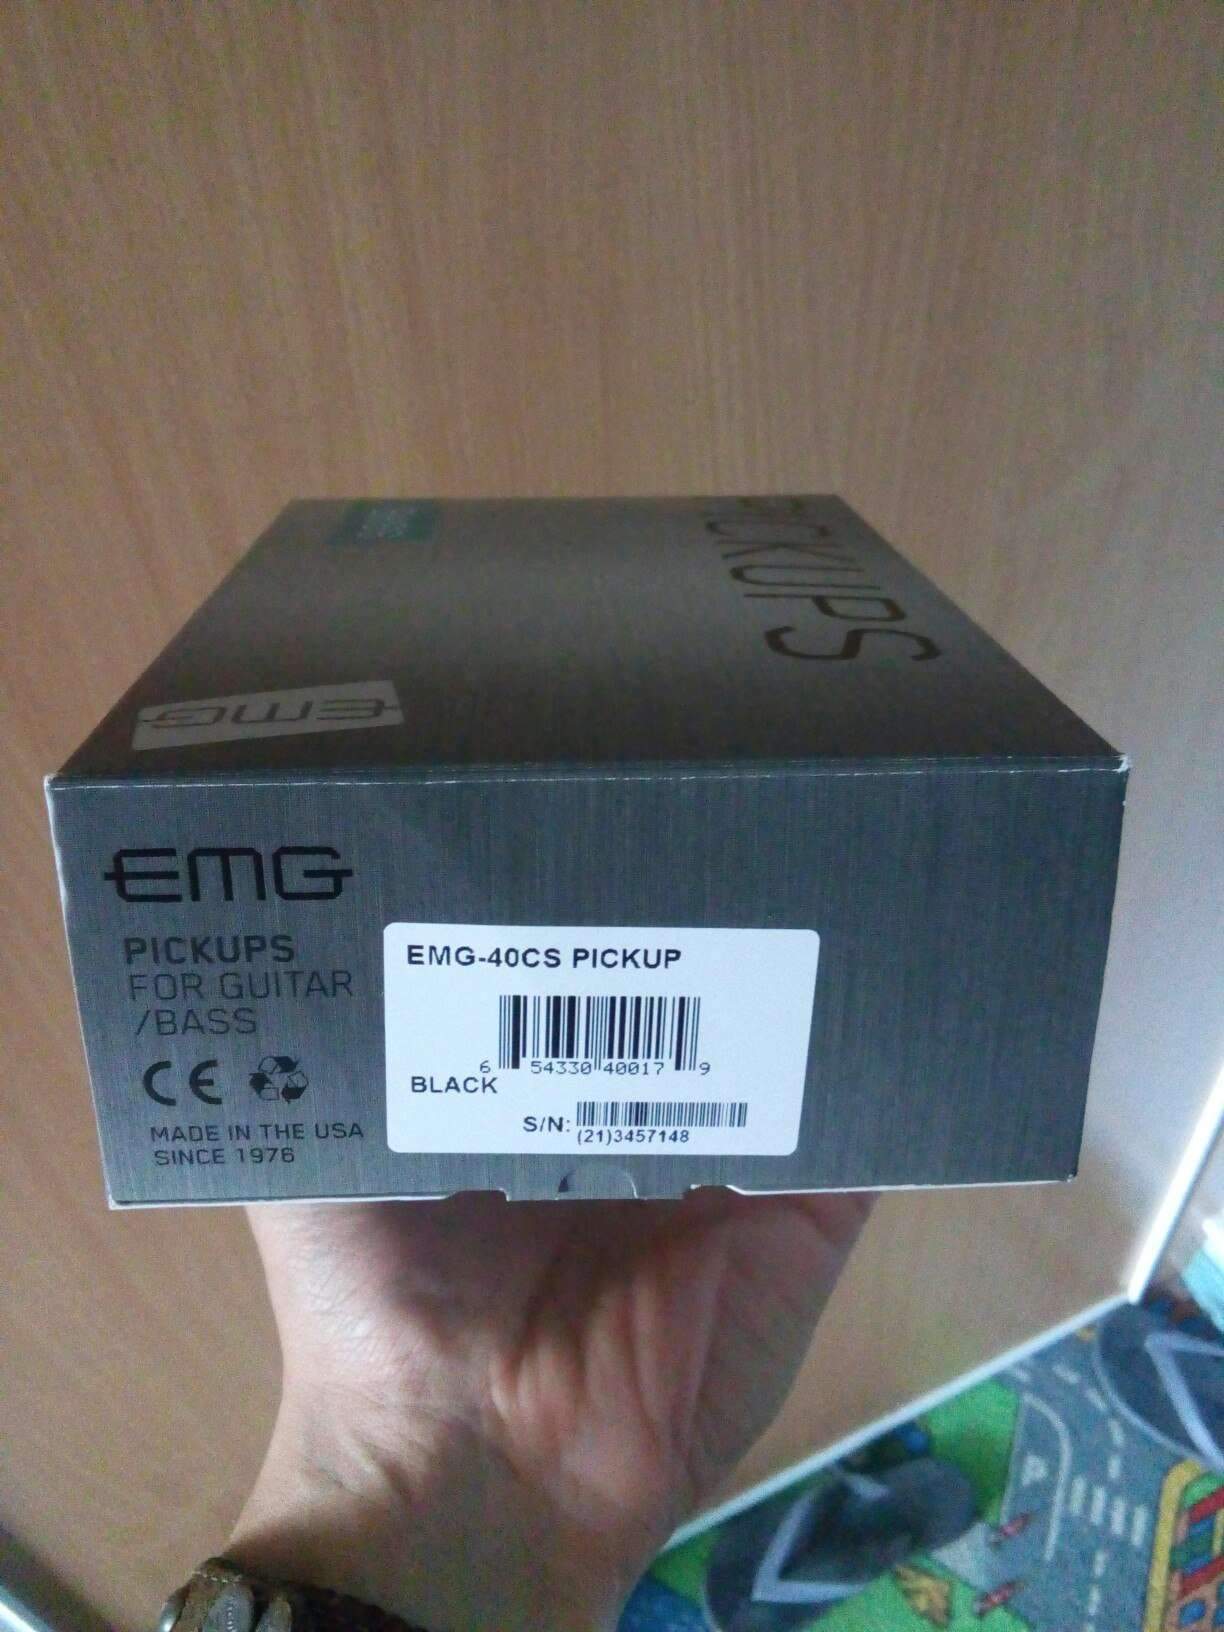 PICKUPS
EMG
EMG
PICKUPS
FOR GUITAR
/BASS
CE
MADE IN THE USA
SINCE 1976
EMG-40CS PICKUP
6 54330 40017 9
BLACK
S/N:
(21)3457148